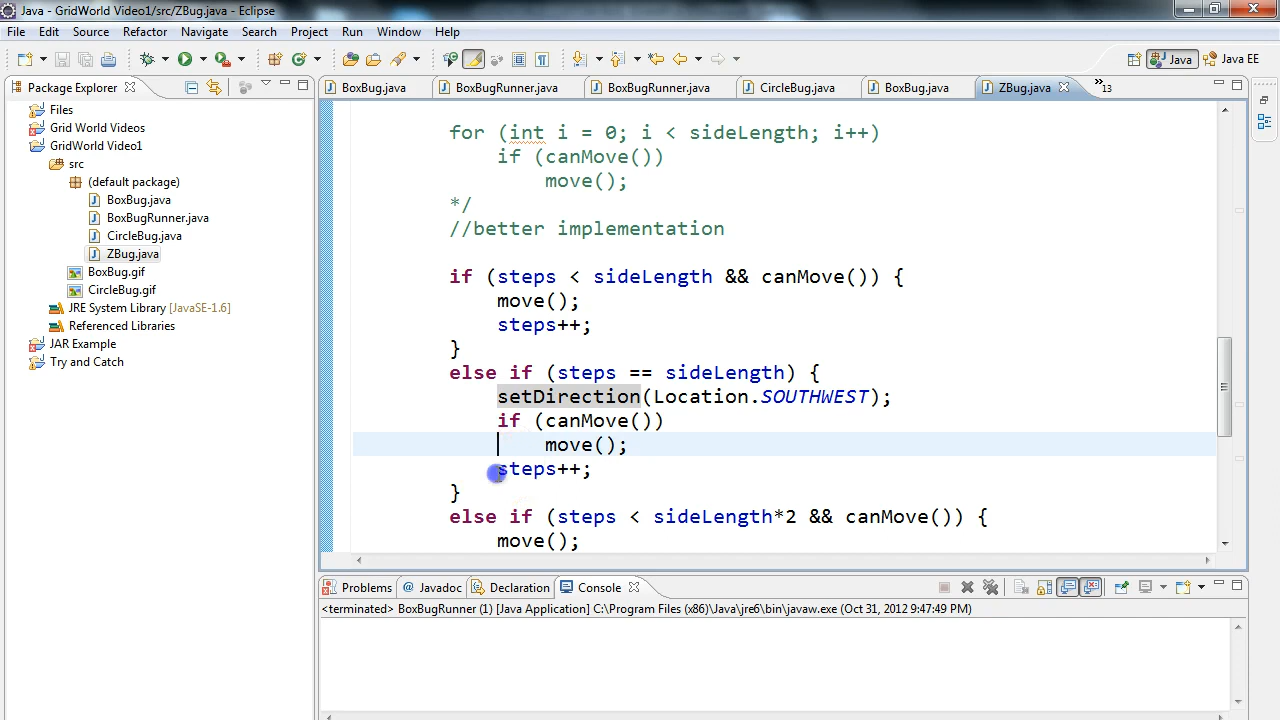 Java - GridWorld Video1/src/ZBug.java - Eclipse
File Edit Source Refactor Navigate Search Project Run Window Help
Java Java EE
Package Explorer
BoxBug.java BoxBugRunner.java BoxBugRunner.java CircleBug.java BoxBug.java ZBug.java »13
Files
Grid World Videos
GridWorld Video1
src
(default package)
BoxBug.java
BoxBugRunner.java
CircleBug.java
ZBug.java
BoxBug.gif
CircleBug.gif
JRE System Library [JavaSE-1.6]
Referenced Libraries
JAR Example
Try and Catch
for (int i = 0; i < sideLength; i++)
if (canMove())
move();
*/
//better implementation
if (steps < sideLength && canMove()) {
move();
steps++;
}
else if (steps == sideLength) {
setDirection(Location.SOUTHWEST);
if (canMove())
move();
steps++;
}
else if (steps < sideLength*2 && canMove()) {
move();
Problems @ Javadoc Declaration Console
<terminated> BoxBugRunner (1) [Java Application] C:\Program Files (x86)\Java\jre6\bin\javaw.exe (Oct 31, 2012 9:47:49 PM)